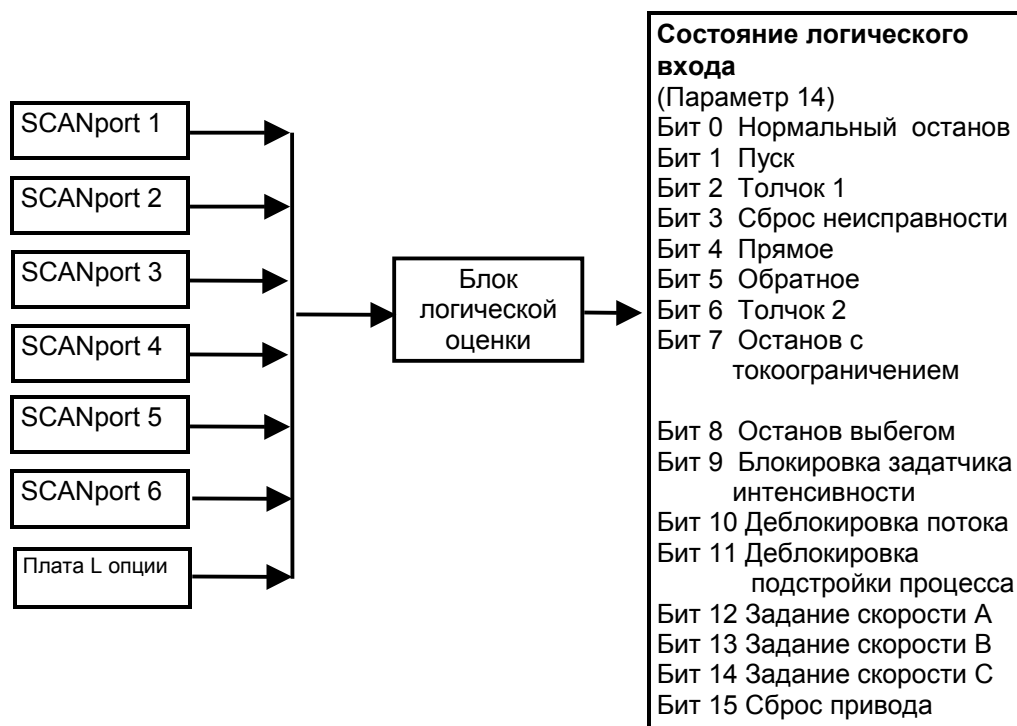 SCANport 1
SCANport 2
SCANport 3
SCANport 4
SCANport 5
SCANport 6
Плата L опции
Блок
логической
оценки
Состояние логического
входа
(Параметр 14)
Бит 0 Нормальный останов
Бит 1 Пуск
Бит 2 Толчок 1
Бит 3 Сброс неисправности
Бит 4 Прямое
Бит 5 Обратное
Бит 6 Толчок 2
Бит 7 Останов с
токоограничением
Бит 8 Останов выбегом
Бит 9 Блокировка задатчика
интенсивности
Бит 10 Деблокировка потока
Бит 11 Деблокировка
подстройки процесса
Бит 12 Задание скорости А
Бит 13 Задание скорости В
Бит 14 Задание скорости С
Бит 15 Сброс привода